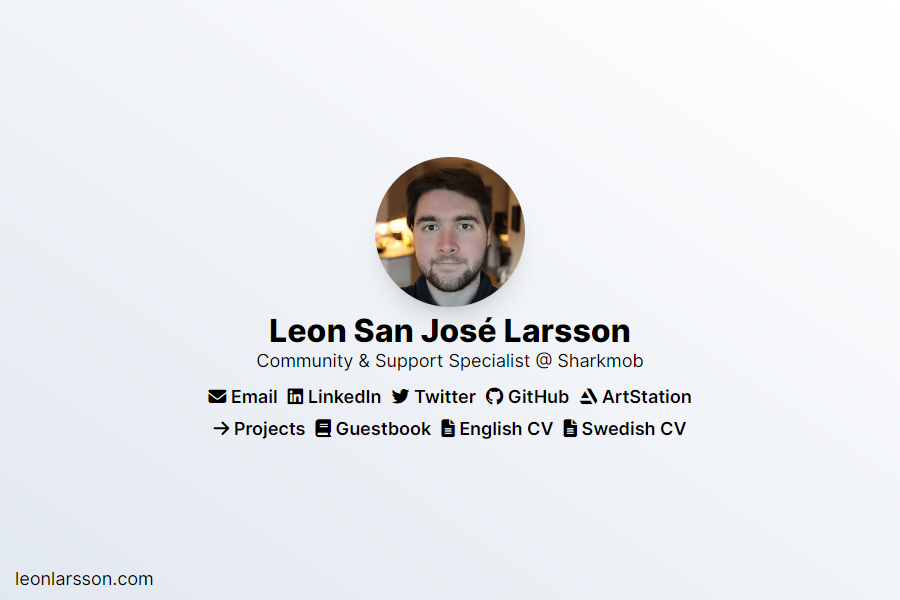 Leon San José Larsson
Community & Support Specialist @ Sharkmob
Email LinkedIn Twitter GitHub ArtStation
Projects Guestbook English CV Swedish CV
leonlarsson.com